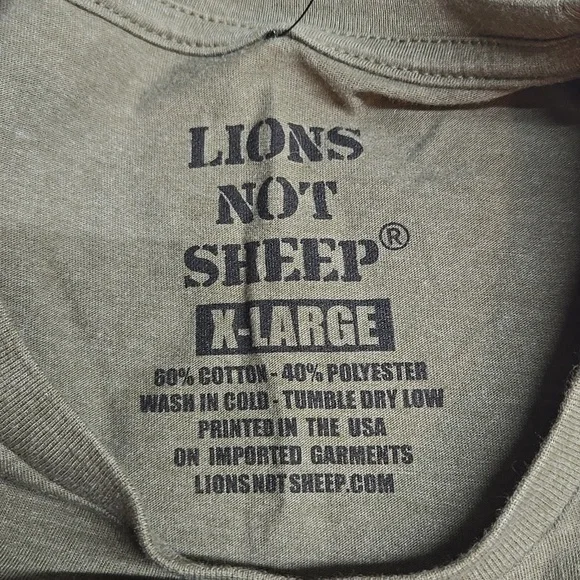 LIONS
NOT
SHEEP®
X-LARGE
60% COTTON - 40% POLYESTER
WASH IN COLD - TUMBLE DRY LOW
PRINTED IN THE USA
ON IMPORTED GARMENTS
LIONSNOTSHEEP.COM